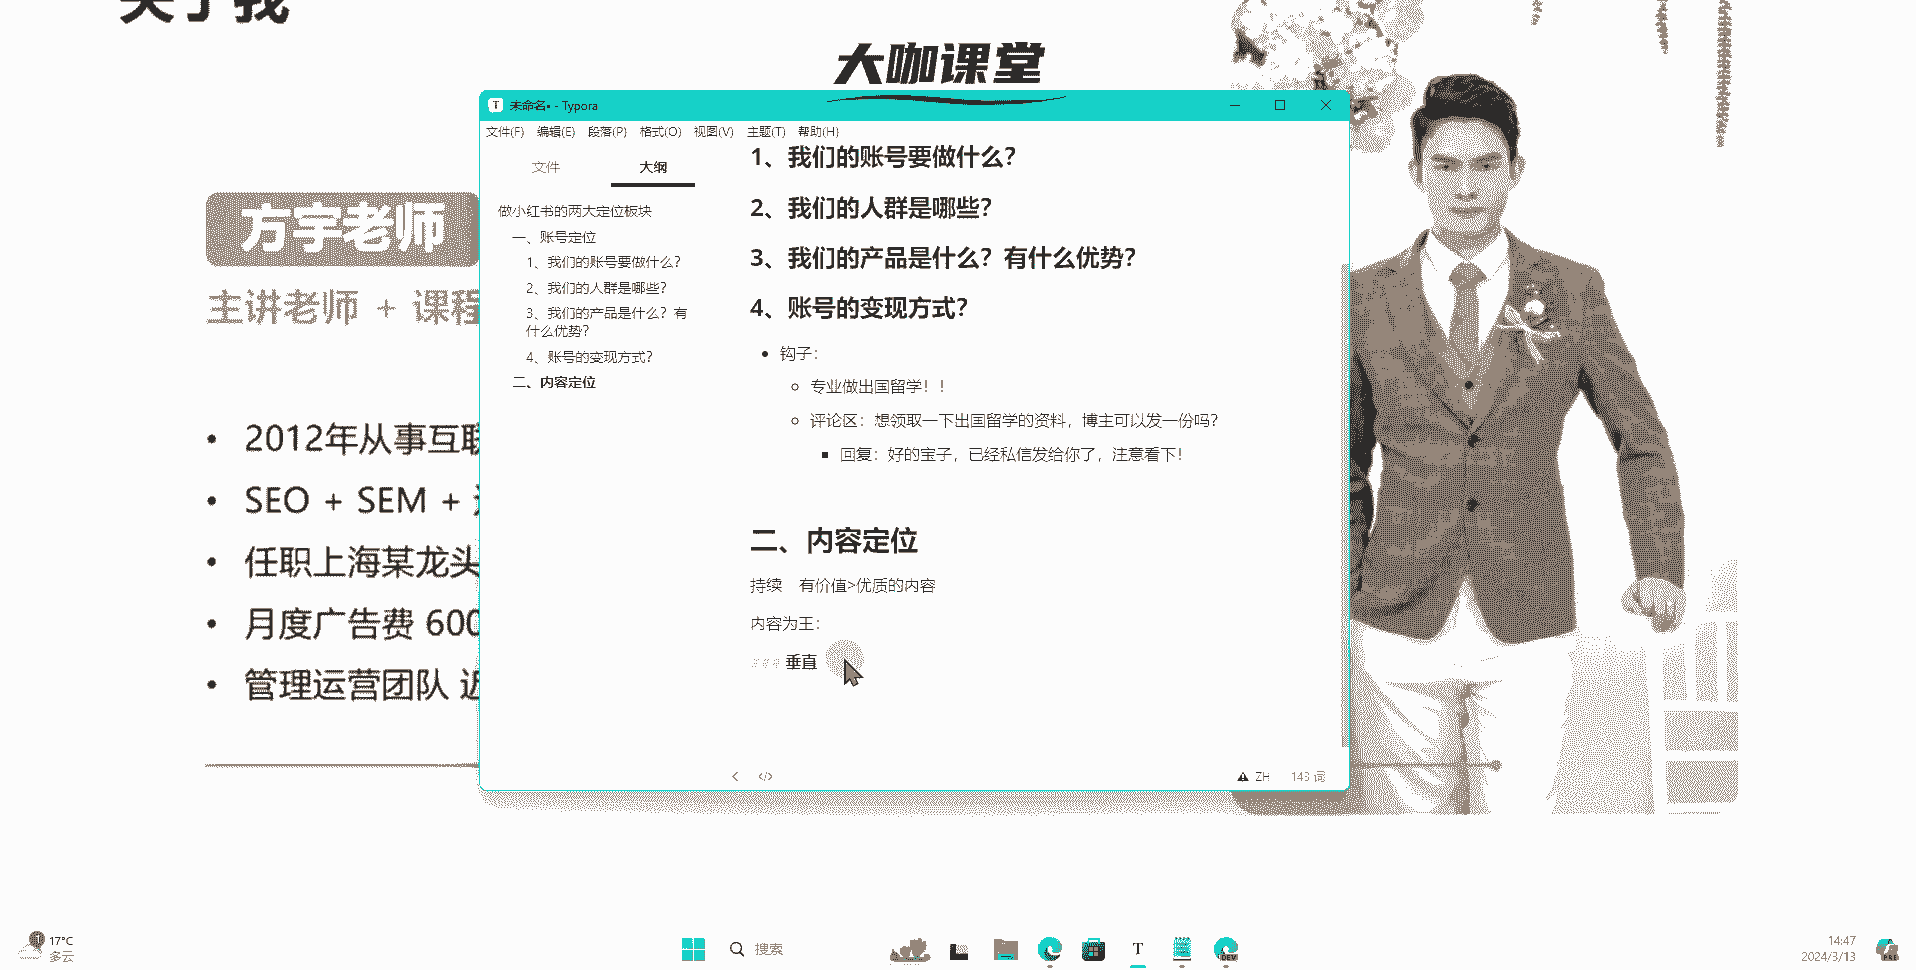 关于我
大咖课堂
未命名• - Typora
文件(F) 编辑(E) 段落(P) 格式(O) 视图(V) 主题(T) 帮助(H)
文件 大纲
做小红书的两大定位板块
一、账号定位
1、我们的账号要做什么？
2、我们的人群是哪些？
3、我们的产品是什么？有
什么优势？
4、账号的变现方式？
二、内容定位
1、我们的账号要做什么？
2、我们的人群是哪些？
3、我们的产品是什么？有什么优势？
4、账号的变现方式？
钩子：
专业做出国留学！！
评论区：想领取一下出国留学的资料，博主可以发一份吗？
回复：好的宝子，已经私信发给你了，注意看下！
二、内容定位
持续 有价值>优质的内容
内容为王：
### 垂直
ZH 143 词
方宇老师
主讲老师 + 课程
2012年从事互联
SEO + SEM +
任职上海某龙头
月度广告费 600
管理运营团队 近
17°C
多云
搜索
T
DEV
14:47
2024/3/13
PRE